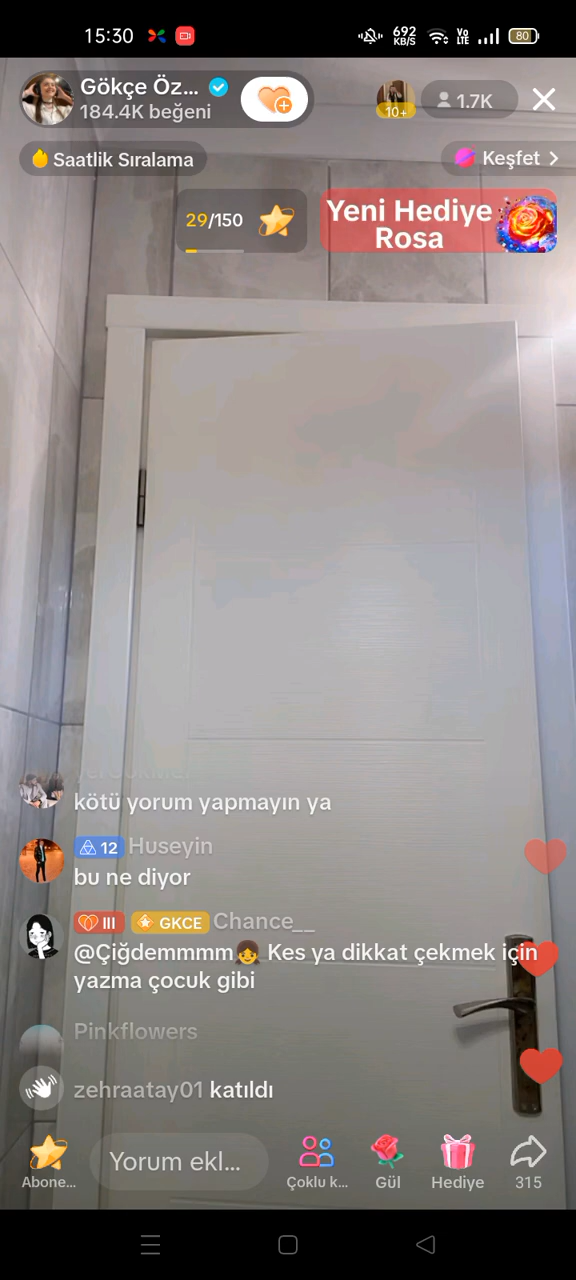 15:30
692 KB/S
Vo LTE
80
Gökçe Öz...
184.4K beğeni
10+
1.7K
Saatlik Sıralama
Keşfet
29/150
Yeni Hediye
Rosa
kötü yorum yapmayın ya
12 Huseyin
bu ne diyor
III GKCE Chance__
@Çiğdemmmm👧 Kes ya dikkat çekmek için
yazma çocuk gibi
Pinkflowers
zehraatay01 katıldı
Abone...
Yorum ekl...
Çoklu k...
Gül
Hediye
315